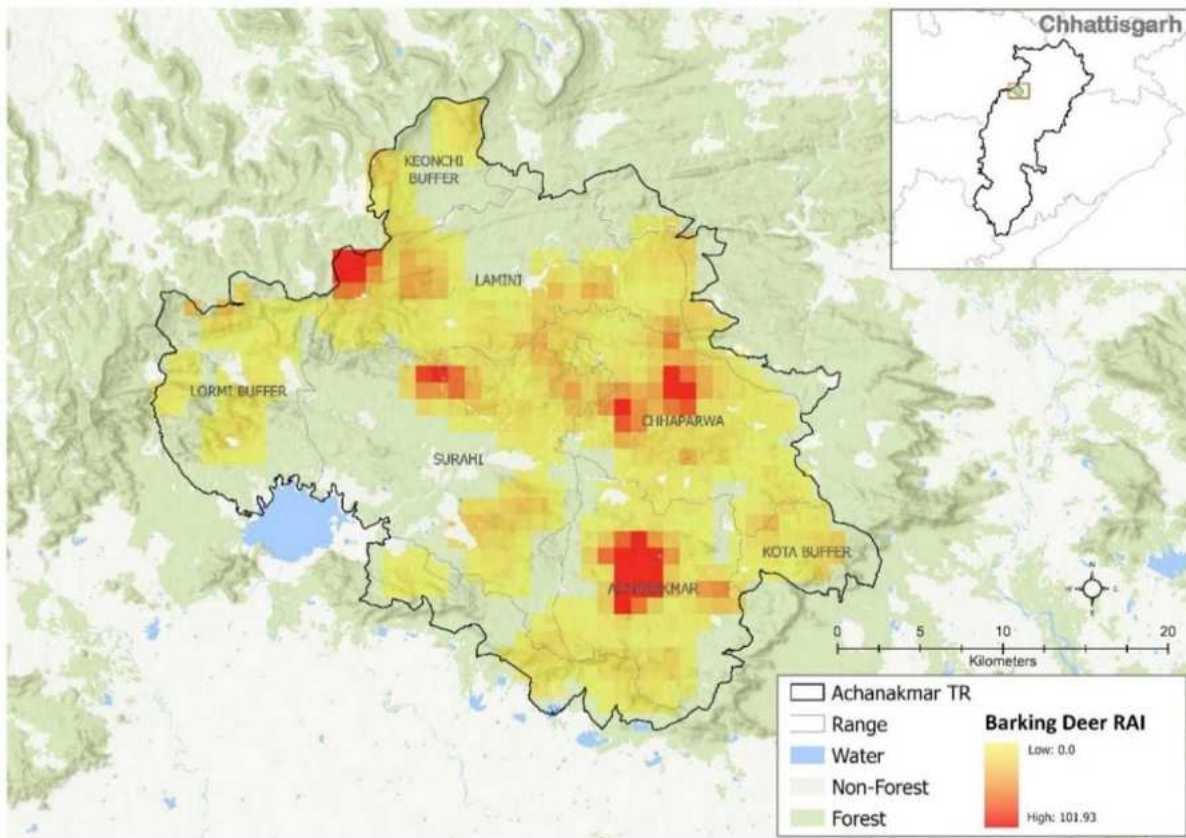 Chhattisgarh
KEONCHI
BUFFER
LAMINI
LORMI BUFFER
CHHAPARWA
SURAHI
KOTA BUFFER
ACHANAKMAR
N
W E
S
0 5 10 20
Kilometers
Achanakmar TR
Range
Water
Non-Forest
Forest
Barking Deer RAI
Low: 0.0
High: 101.93